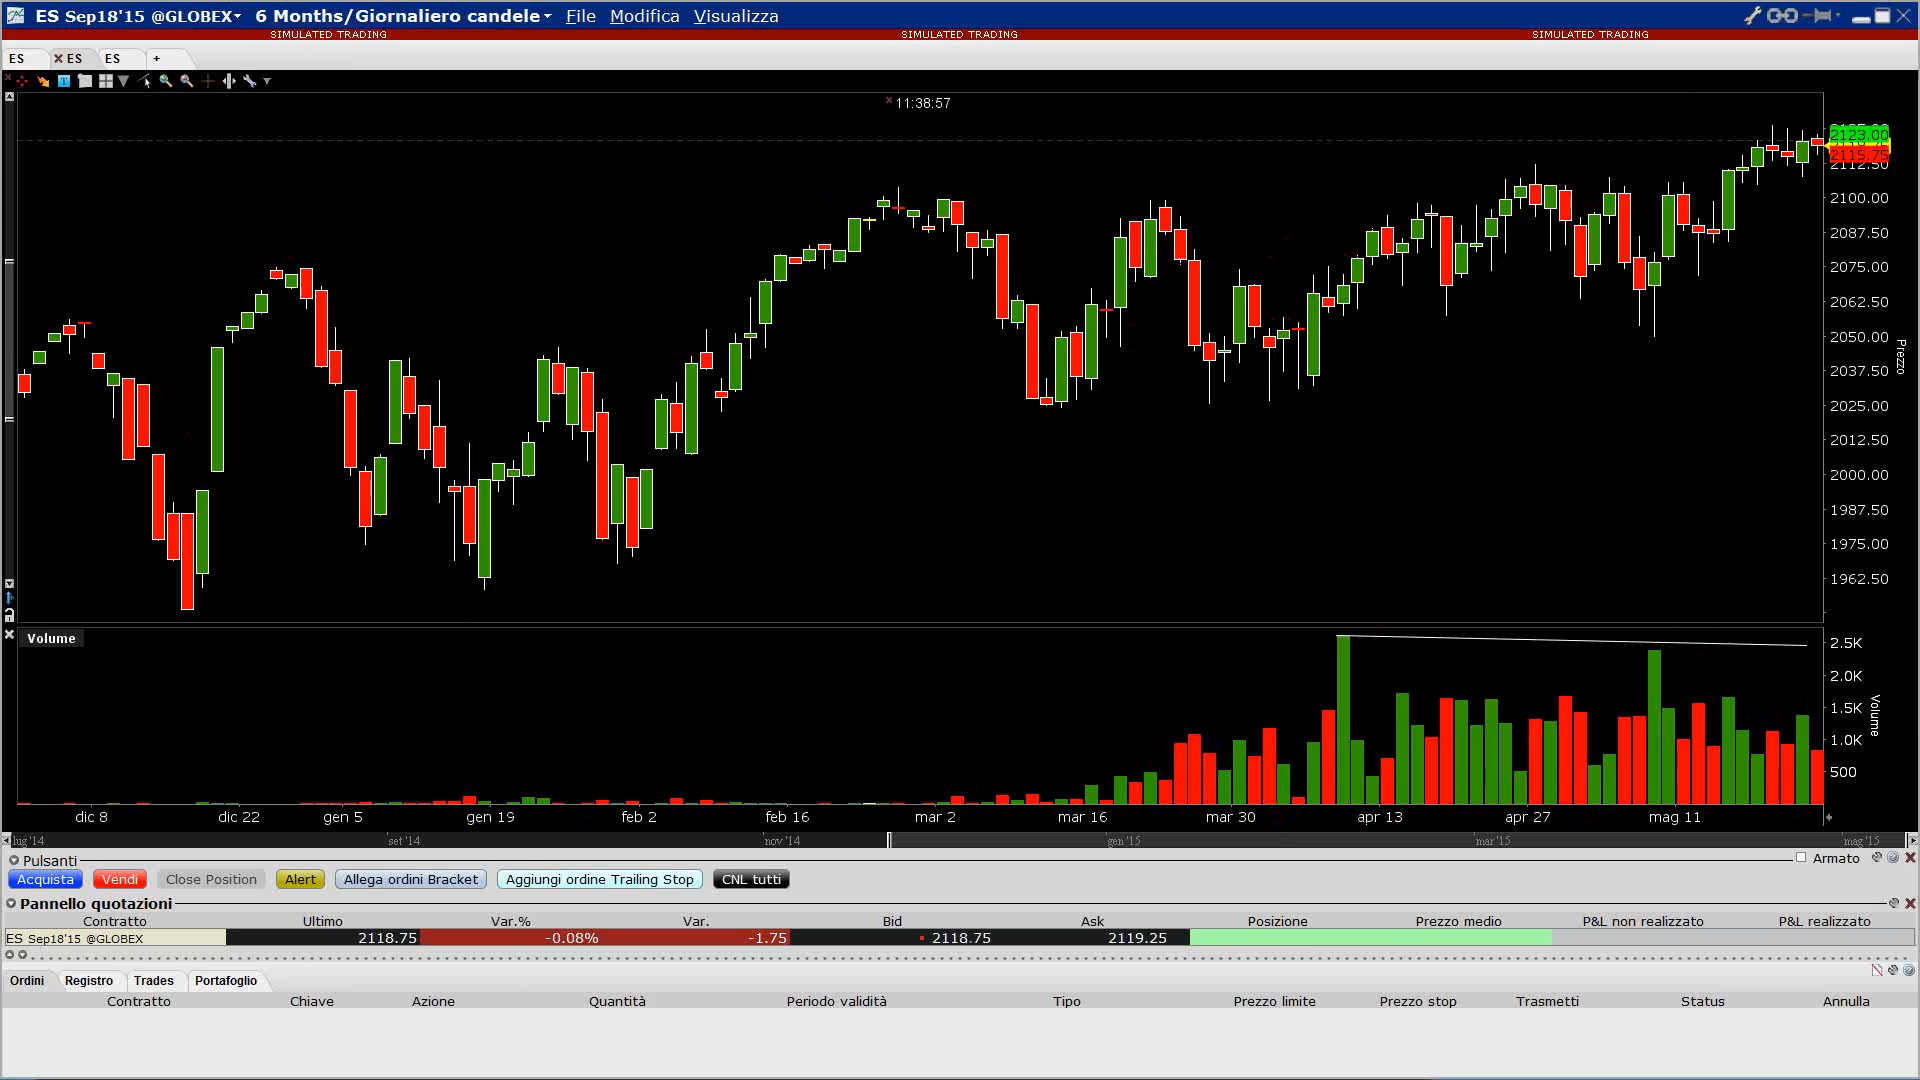 ES Sep18'15 @GLOBEX 6 Months/Giornaliero candele File Modifica Visualizza
SIMULATED TRADING SIMULATED TRADING SIMULATED TRADING
ES ES ES +
11:38:57
2123.00
2115.75
2112.50
2100.00
2087.50
2075.00
2062.50
2050.00
2037.50
2025.00
2012.50
2000.00
1987.50
1975.00
1962.50
Prezzo
Volume
2.5K
2.0K
1.5K
1.0K
500
Volume
dic 8 dic 22 gen 5 gen 19 feb 2 feb 16 mar 2 mar 16 mar 30 apr 13 apr 27 mag 11
lug '14 set '14 nov '14 gen '15 mar '15 mag '15
Pulsanti Armato
Acquista Vendi Close Position Alert Allega ordini Bracket Aggiungi ordine Trailing Stop CNL tutti
Pannello quotazioni
Contratto Ultimo Var.% Var. Bid Ask Posizione Prezzo medio P&L non realizzato P&L realizzato
ES Sep18'15 @GLOBEX 2118.75 -0.08% -1.75 2118.75 2119.25
Ordini Registro Trades Portafoglio
Contratto Chiave Azione Quantità Periodo validità Tipo Prezzo limite Prezzo stop Trasmetti Status Annulla